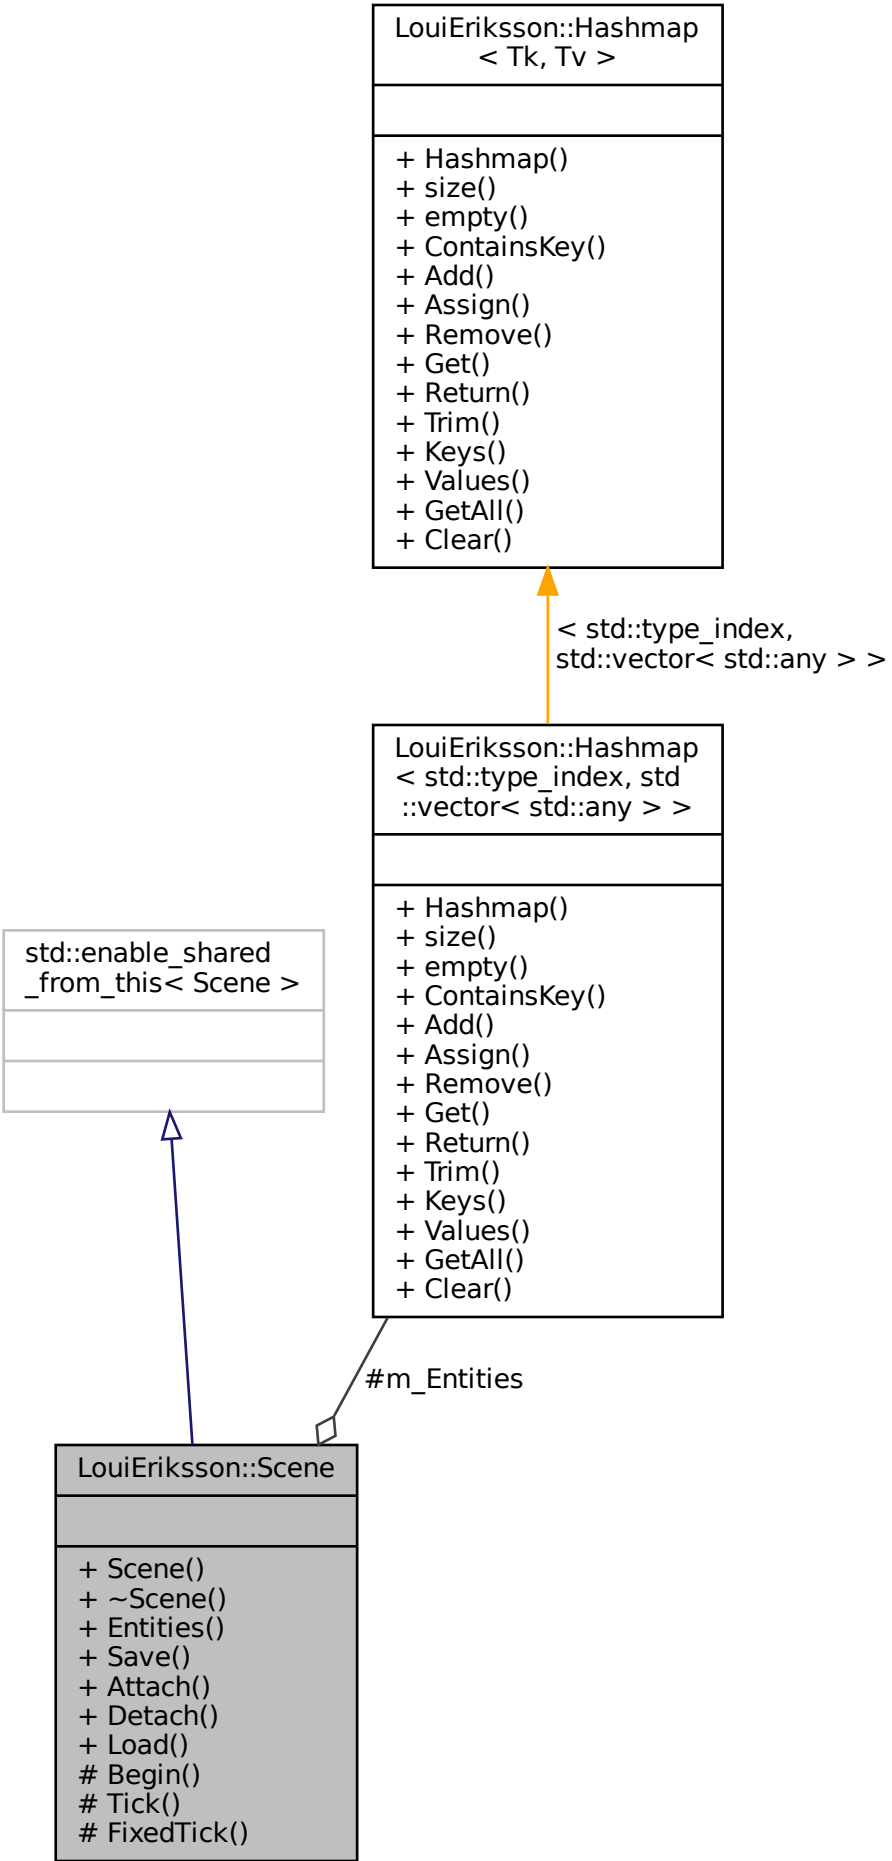 LouiEriksson::Hashmap
< Tk, Tv >
+ Hashmap()
+ size()
+ empty()
+ ContainsKey()
+ Add()
+ Assign()
+ Remove()
+ Get()
+ Return()
+ Trim()
+ Keys()
+ Values()
+ GetAll()
+ Clear()
< std::type_index,
std::vector< std::any > >
LouiEriksson::Hashmap
< std::type_index, std
::vector< std::any > >
+ Hashmap()
+ size()
+ empty()
+ ContainsKey()
+ Add()
+ Assign()
+ Remove()
+ Get()
+ Return()
+ Trim()
+ Keys()
+ Values()
+ GetAll()
+ Clear()
std::enable_shared
_from_this< Scene >
#m_Entities
LouiEriksson::Scene
+ Scene()
+ ~Scene()
+ Entities()
+ Save()
+ Attach()
+ Detach()
+ Load()
# Begin()
# Tick()
# FixedTick()